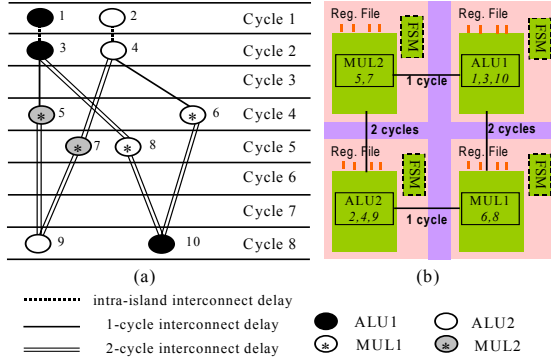 1
2
Cycle 1
3
4
Cycle 2
Cycle 3
* 5
* 6
Cycle 4
* 7
* 8
Cycle 5
Cycle 6
Cycle 7
9
10
Cycle 8
(a)
Reg. File
FSM
MUL2
5,7
1 cycle
Reg. File
FSM
ALU1
1,3,10
2 cycles
2 cycles
Reg. File
FSM
ALU2
2,4,9
1 cycle
Reg. File
FSM
MUL1
6,8
(b)
intra-island interconnect delay
1-cycle interconnect delay
2-cycle interconnect delay
ALU1
ALU2
* MUL1
* MUL2